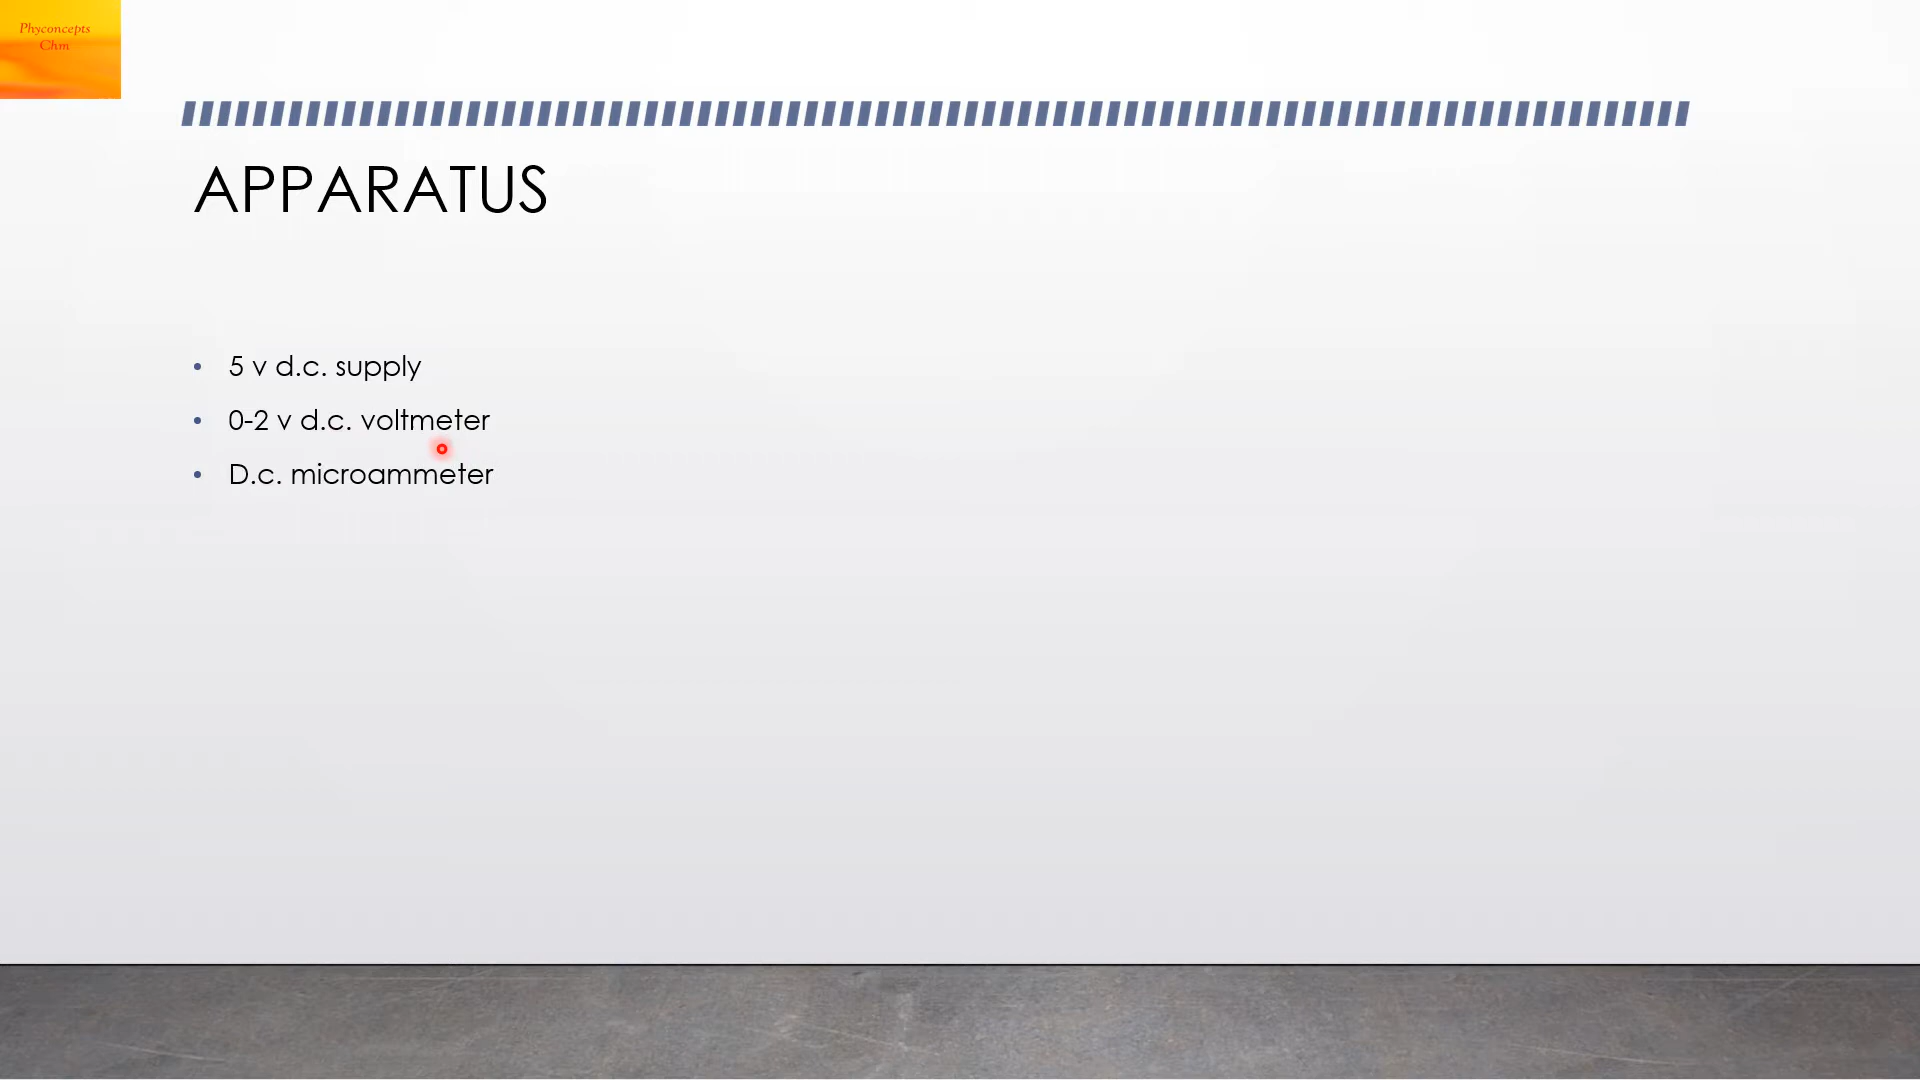 Phyconcepts
Chm
APPARATUS
• 5 v d.c. supply
• 0-2 v d.c. voltmeter
• D.c. microammeter